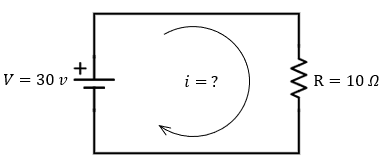 +
V = 30 v
i = ?
R = 10 Ω